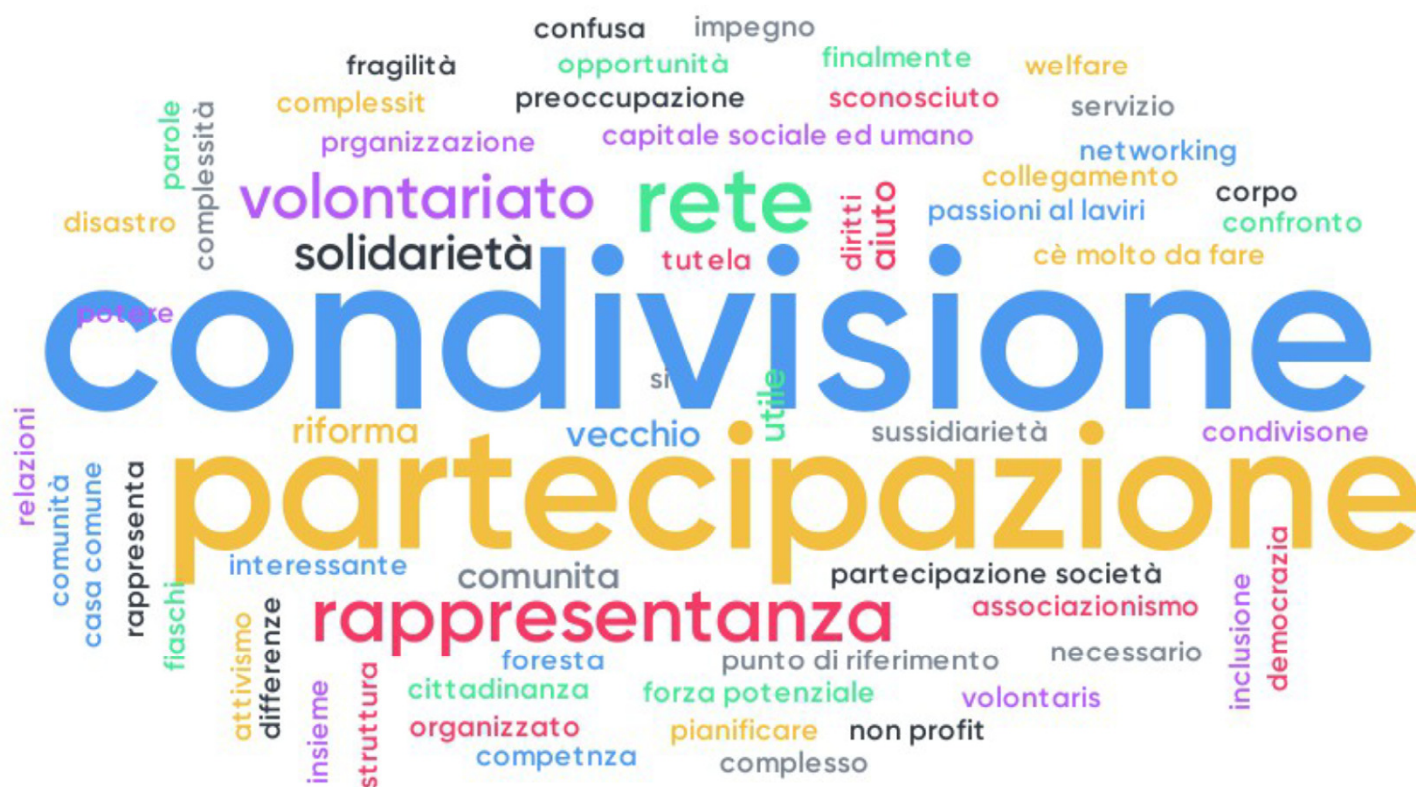 confusa
impegno
fragilità
opportunità
finalmente
welfare
complessit
preoccupazione
sconosciuto
servizio
parole
complessità
prganizzazione
capitale sociale ed umano
networking
volontariato
rete
diritti
aiuto
collegamento
corpo
disastro
passioni al laviri
confronto
solidarietà
tutela
cè molto da fare
condivisione
potere
si
utile
relazioni
riforma
vecchio
sussidiarietà
condivisone
partecipazione
comunità
casa comune
rappresenta
fiaschi
interessante
comunita
partecipazione società
democrazia
rappresentanza
associazionismo
inclusione
attivismo
differenze
foresta
punto di riferimento
necessario
insieme
struttura
cittadinanza
forza potenziale
volontaris
organizzato
pianificare
non profit
competnza
complesso